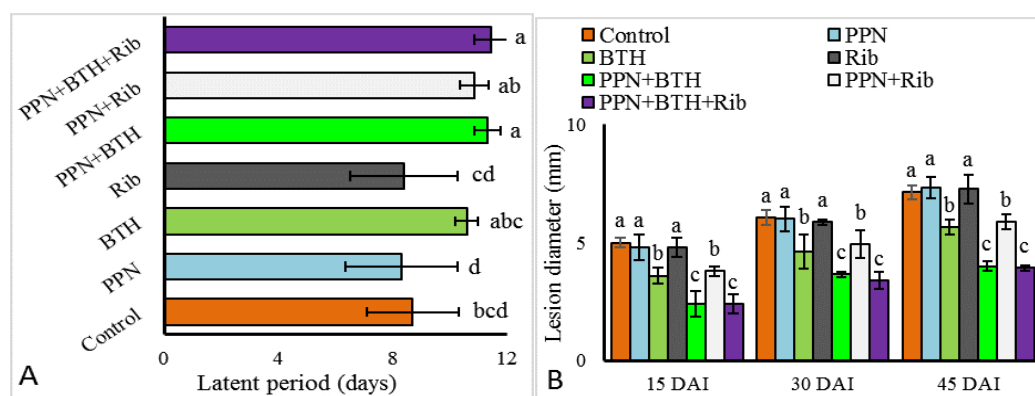 PPN+BTH+Rib
a
PPN+Rib
ab
PPN+BTH
a
Rib
cd
BTH
abc
PPN
d
Control
bcd
0 4 8 12
Latent period (days)
A
Control PPN
BTH Rib
PPN+BTH PPN+Rib
PPN+BTH+Rib
10
5
0
Lesion diameter (mm)
a a b a c b c
a a b a c b c
a a b a c b c
15 DAI 30 DAI 45 DAI
B